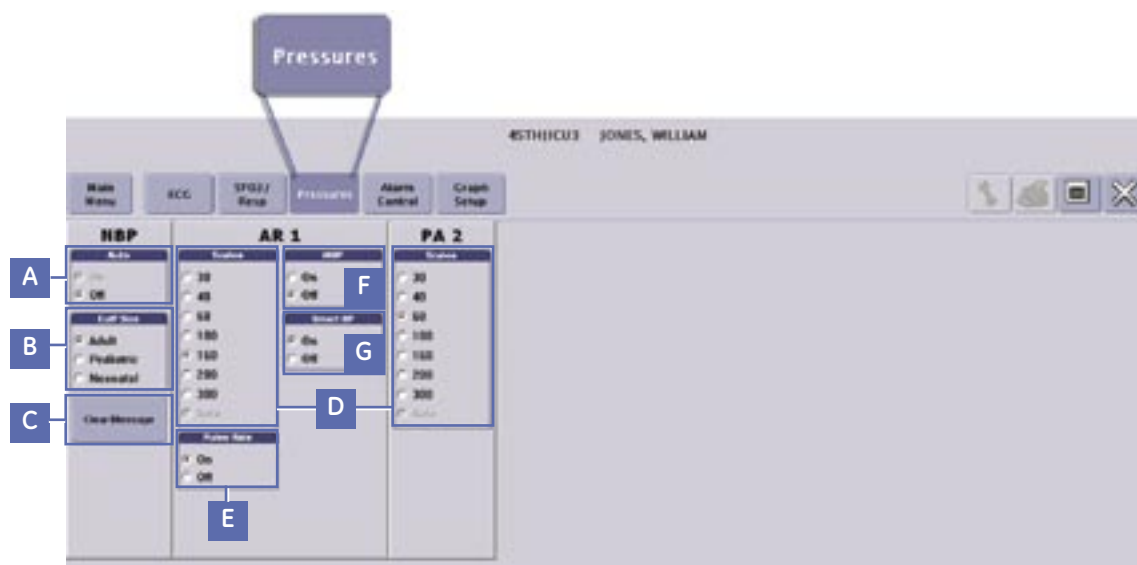 Pressures
JONES, WILLIAM
Main Menu
ECG
SPO2/ Resp
Pressures
Alarm Control
Graph Setup
NBP
AR 1
PA 2
A
Auto
Off
B
Cuff Size
Adult
Pediatric
Neonatal
C
Clear Message
Scales
30
40
60
100
160
200
300
Auto
E
Pulse Rate
On
Off
F
On
Off
G
Smart BP
On
Off
D
Scales
30
40
60
100
160
200
300
Auto